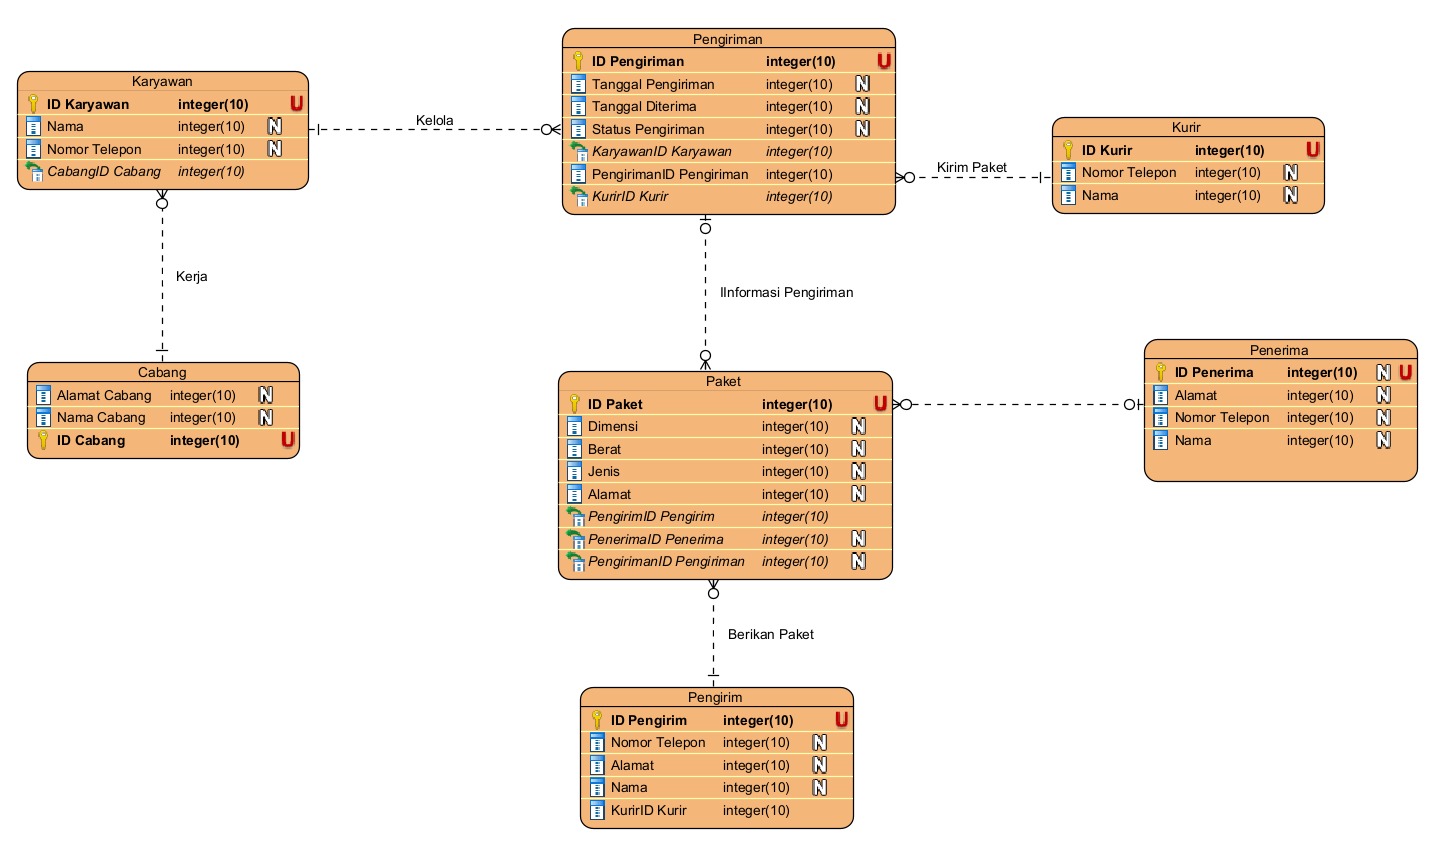 Pengiriman
ID Pengiriman integer(10) U
Tanggal Pengiriman integer(10) N
Tanggal Diterima integer(10) N
Status Pengiriman integer(10) N
KaryawanID Karyawan integer(10)
PengirimanID Pengiriman integer(10)
KurirID Kurir integer(10)
Karyawan
ID Karyawan integer(10) U
Nama integer(10) N
Nomor Telepon integer(10) N
CabangID Cabang integer(10)
Kelola
Kurir
ID Kurir integer(10) U
Nomor Telepon integer(10) N
Nama integer(10) N
Kirim Paket
Kerja
IInformasi Pengiriman
Cabang
Alamat Cabang integer(10) N
Nama Cabang integer(10) N
ID Cabang integer(10) U
Paket
ID Paket integer(10) U
Dimensi integer(10) N
Berat integer(10) N
Jenis integer(10) N
Alamat integer(10) N
PengirimID Pengirim integer(10)
PenerimaID Penerima integer(10) N
PengirimanID Pengiriman integer(10) N
Penerima
ID Penerima integer(10) N U
Alamat integer(10) N
Nomor Telepon integer(10) N
Nama integer(10) N
Berikan Paket
Pengirim
ID Pengirim integer(10) U
Nomor Telepon integer(10) N
Alamat integer(10) N
Nama integer(10) N
KurirID Kurir integer(10)